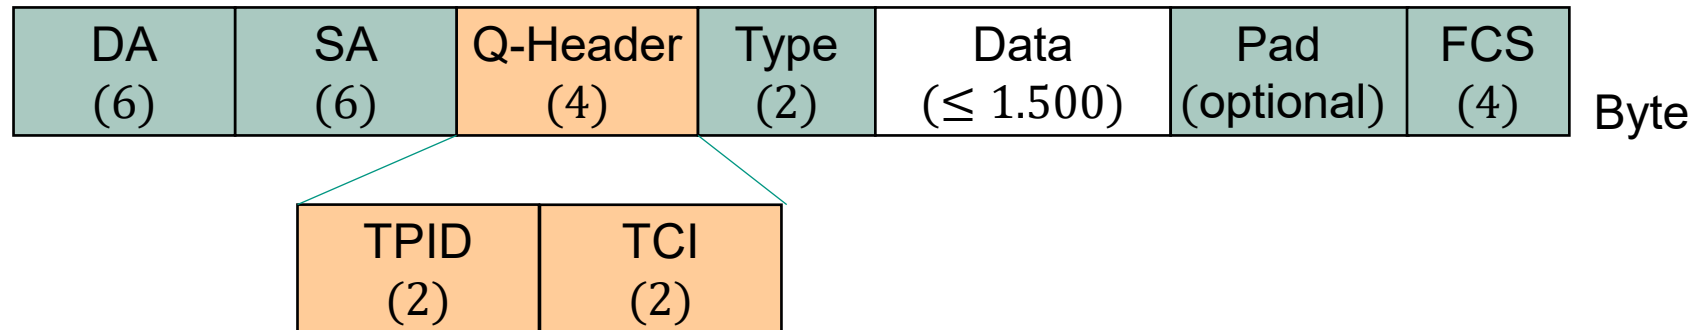 DA SA Q-Header Type Data Pad FCS
(6) (6) (4) (2) (≤ 1.500) (optional) (4) Byte
TPID TCI
(2) (2)